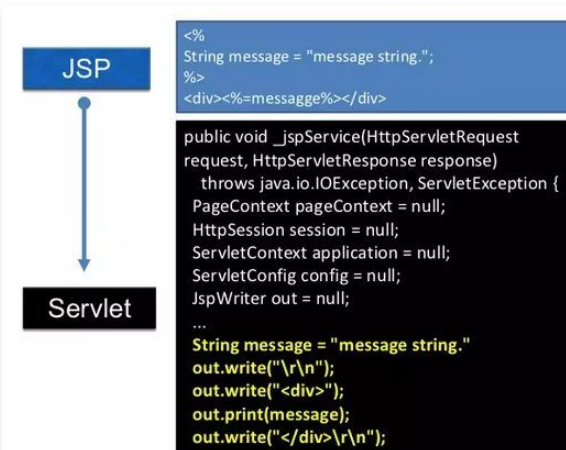 JSP
<%
String message = "message string.";
%>
<div><%=messagge%></div>
public void _jspService(HttpServletRequest
request, HttpServletResponse response)
throws java.io.IOException, ServletException {
PageContext pageContext = null;
HttpSession session = null;
ServletContext application = null;
ServletConfig config = null;
JspWriter out = null;
...
String message = "message string."
out.write("\r\n");
out.write("<div>");
out.print(message);
out.write("</div>\r\n");
Servlet